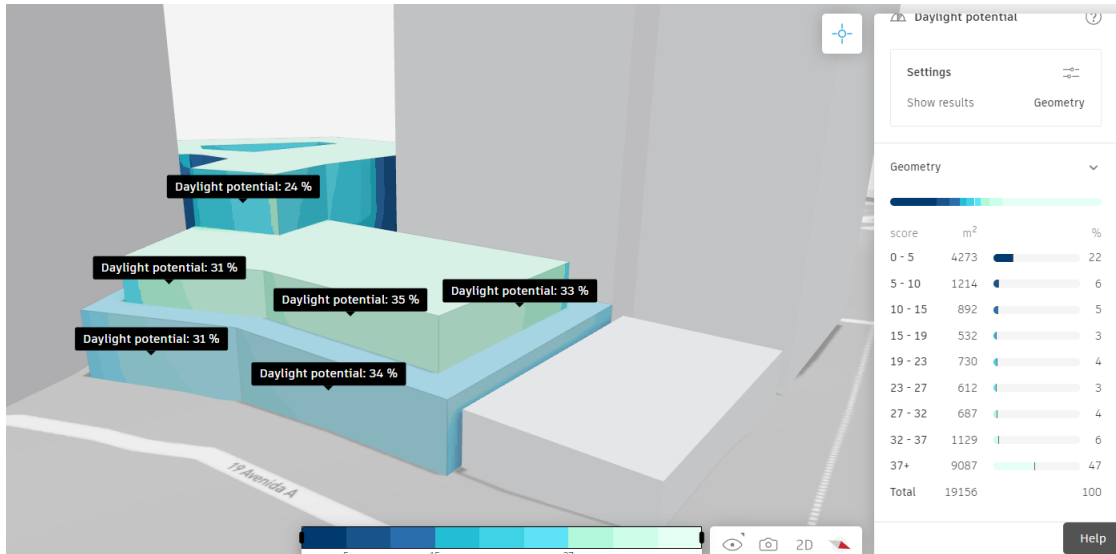 Daylight potential
?
Settings
Show results Geometry
Geometry
score m² %
0 - 5 4273 22
5 - 10 1214 6
10 - 15 892 5
15 - 19 532 3
19 - 23 730 4
23 - 27 612 3
27 - 32 687 4
32 - 37 1129 6
37+ 9087 47
Total 19156 100
Help
Daylight potential: 24 %
Daylight potential: 31 %
Daylight potential: 35 %
Daylight potential: 33 %
Daylight potential: 31 %
Daylight potential: 34 %
19 Avenida A
2D